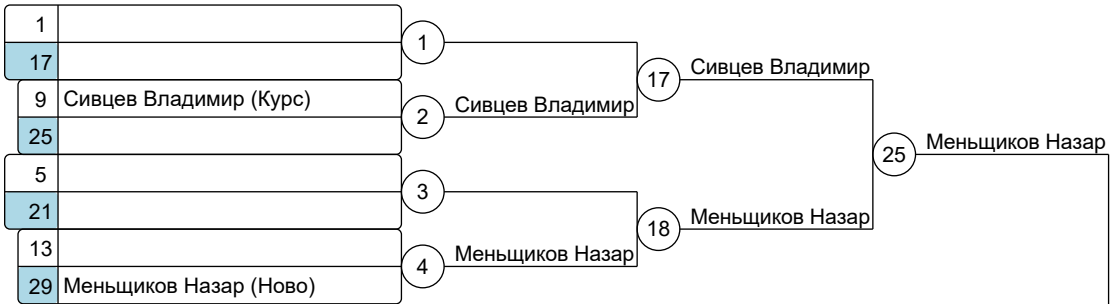 1
17
9 Сивцев Владимир (Курс)
25
5
21
13
29 Меньщиков Назар (Ново)
1
2
3
4
Сивцев Владимир
Меньщиков Назар
17
18
Сивцев Владимир
Меньщиков Назар
25
Меньщиков Назар